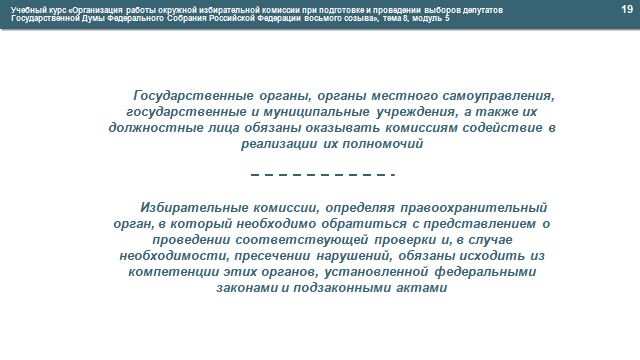 Учебный курс «Организация работы окружной избирательной комиссии при подготовке и проведении выборов депутатов
Государственной Думы Федерального Собрания Российской Федерации восьмого созыва», тема 8, модуль 5
19
Государственные органы, органы местного самоуправления,
государственные и муниципальные учреждения, а также их
должностные лица обязаны оказывать комиссиям содействие в
реализации их полномочий
Избирательные комиссии, определяя правоохранительный
орган, в который необходимо обратиться с представлением о
проведении соответствующей проверки и, в случае
необходимости, пресечении нарушений, обязаны исходить из
компетенции этих органов, установленной федеральными
законами и подзаконными актами